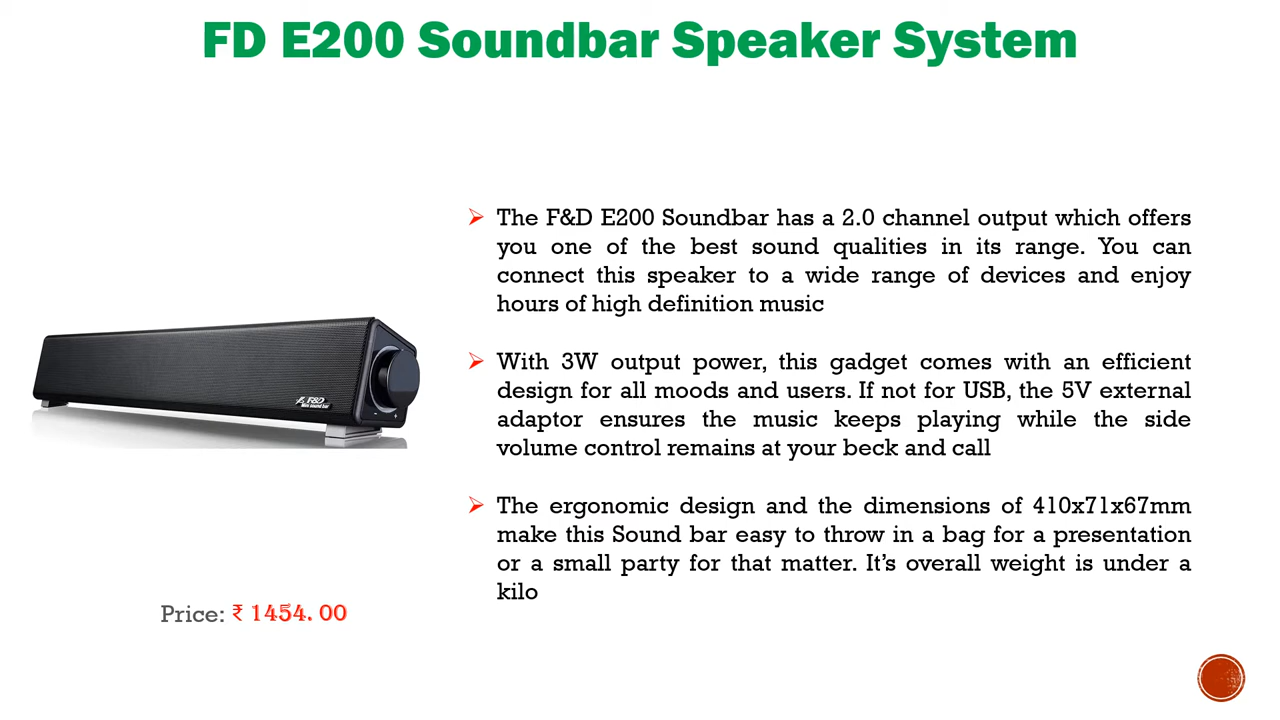 FD E200 Soundbar Speaker System
➢ The F&D E200 Soundbar has a 2.0 channel output which offers
you one of the best sound qualities in its range. You can
connect this speaker to a wide range of devices and enjoy
hours of high definition music
➢ With 3W output power, this gadget comes with an efficient
design for all moods and users. If not for USB, the 5V external
adaptor ensures the music keeps playing while the side
volume control remains at your beck and call
➢ The ergonomic design and the dimensions of 410x71x67mm
make this Sound bar easy to throw in a bag for a presentation
or a small party for that matter. It’s overall weight is under a
kilo
F&D
Mini sound bar
- +
Price: ₹ 1454. 00